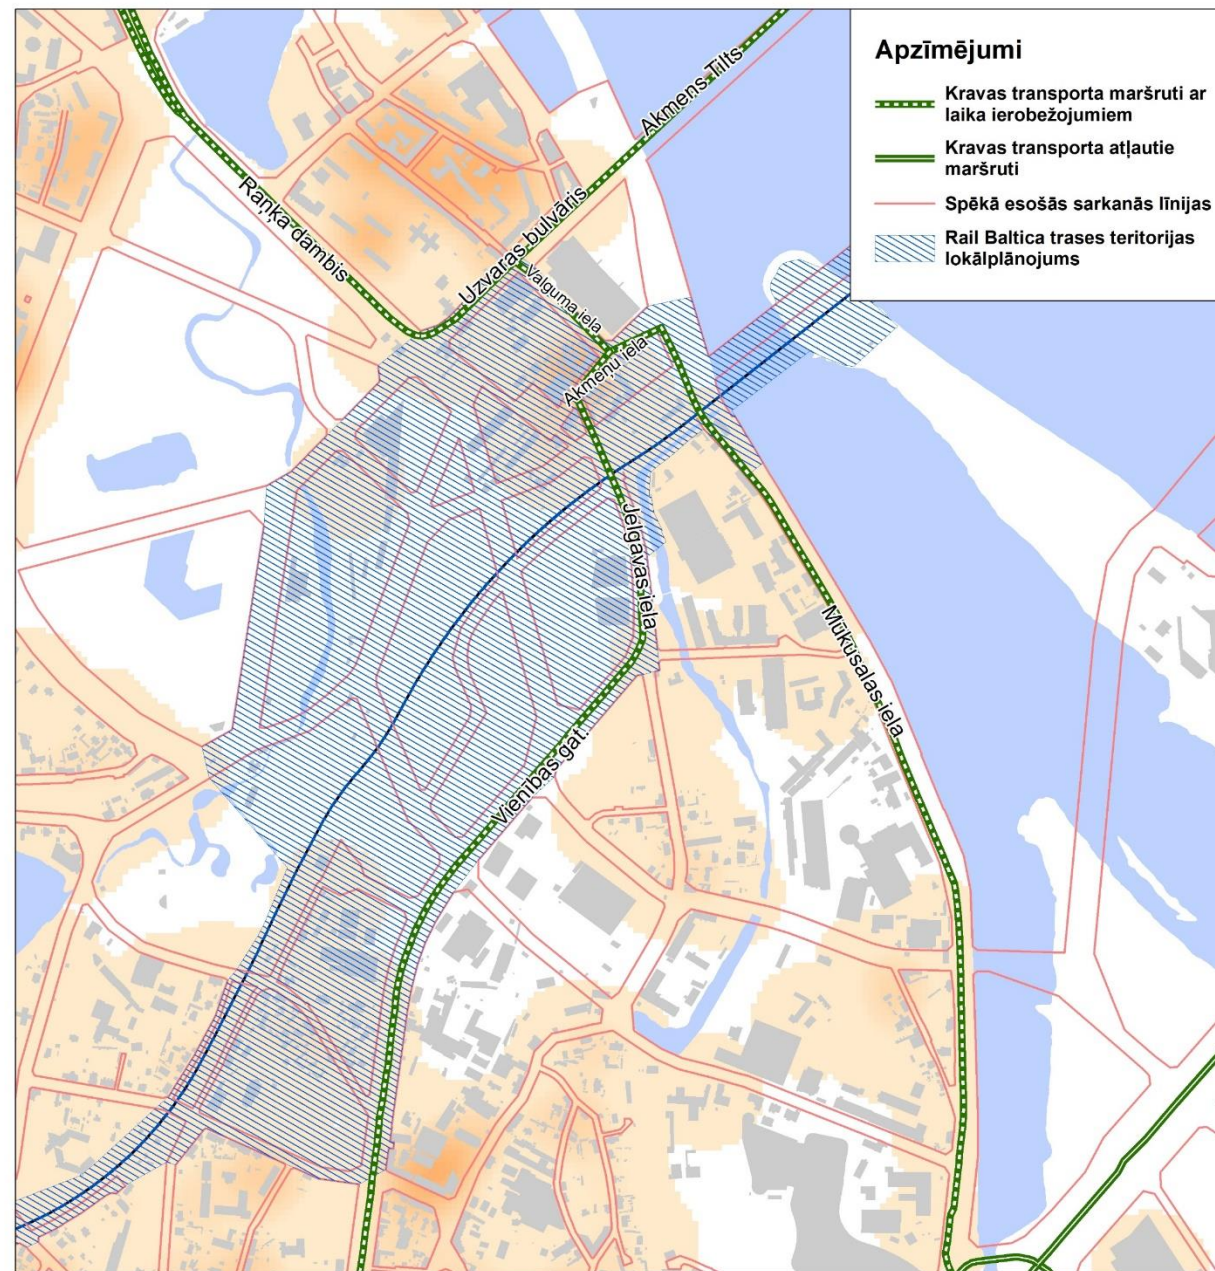 Apzīmējumi
Kravas transporta maršruti ar
laika ierobežojumiem
Kravas transporta atļautie
maršruti
Spēkā esošās sarkanās līnijas
Rail Baltica trases teritorijas
lokālplānojums
Akmens Tilts
Raņķa dambis
Uzvaras bulvāris
Valguma iela
Akmeņu iela
Jelgavas iela
Mūkusalas iela
Vienības gat.